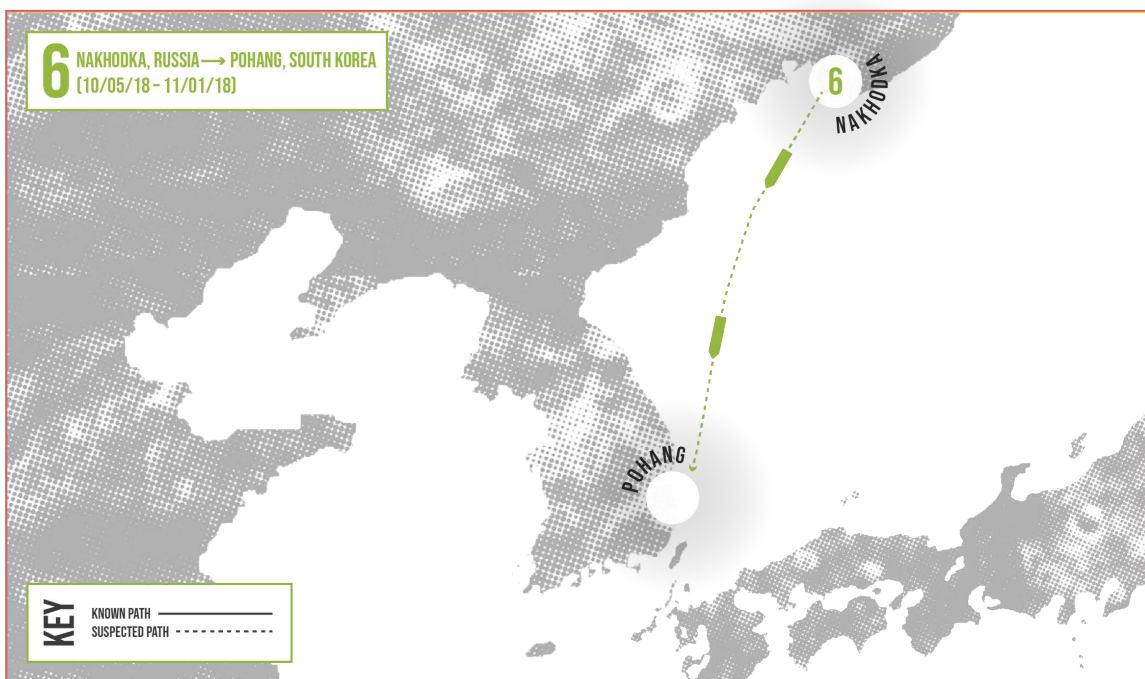 6 NAKHODKA, RUSSIA → POHANG, SOUTH KOREA
(10/05/18 – 11/01/18)
6
NAKHODKA
POHANG
KEY
KNOWN PATH
SUSPECTED PATH